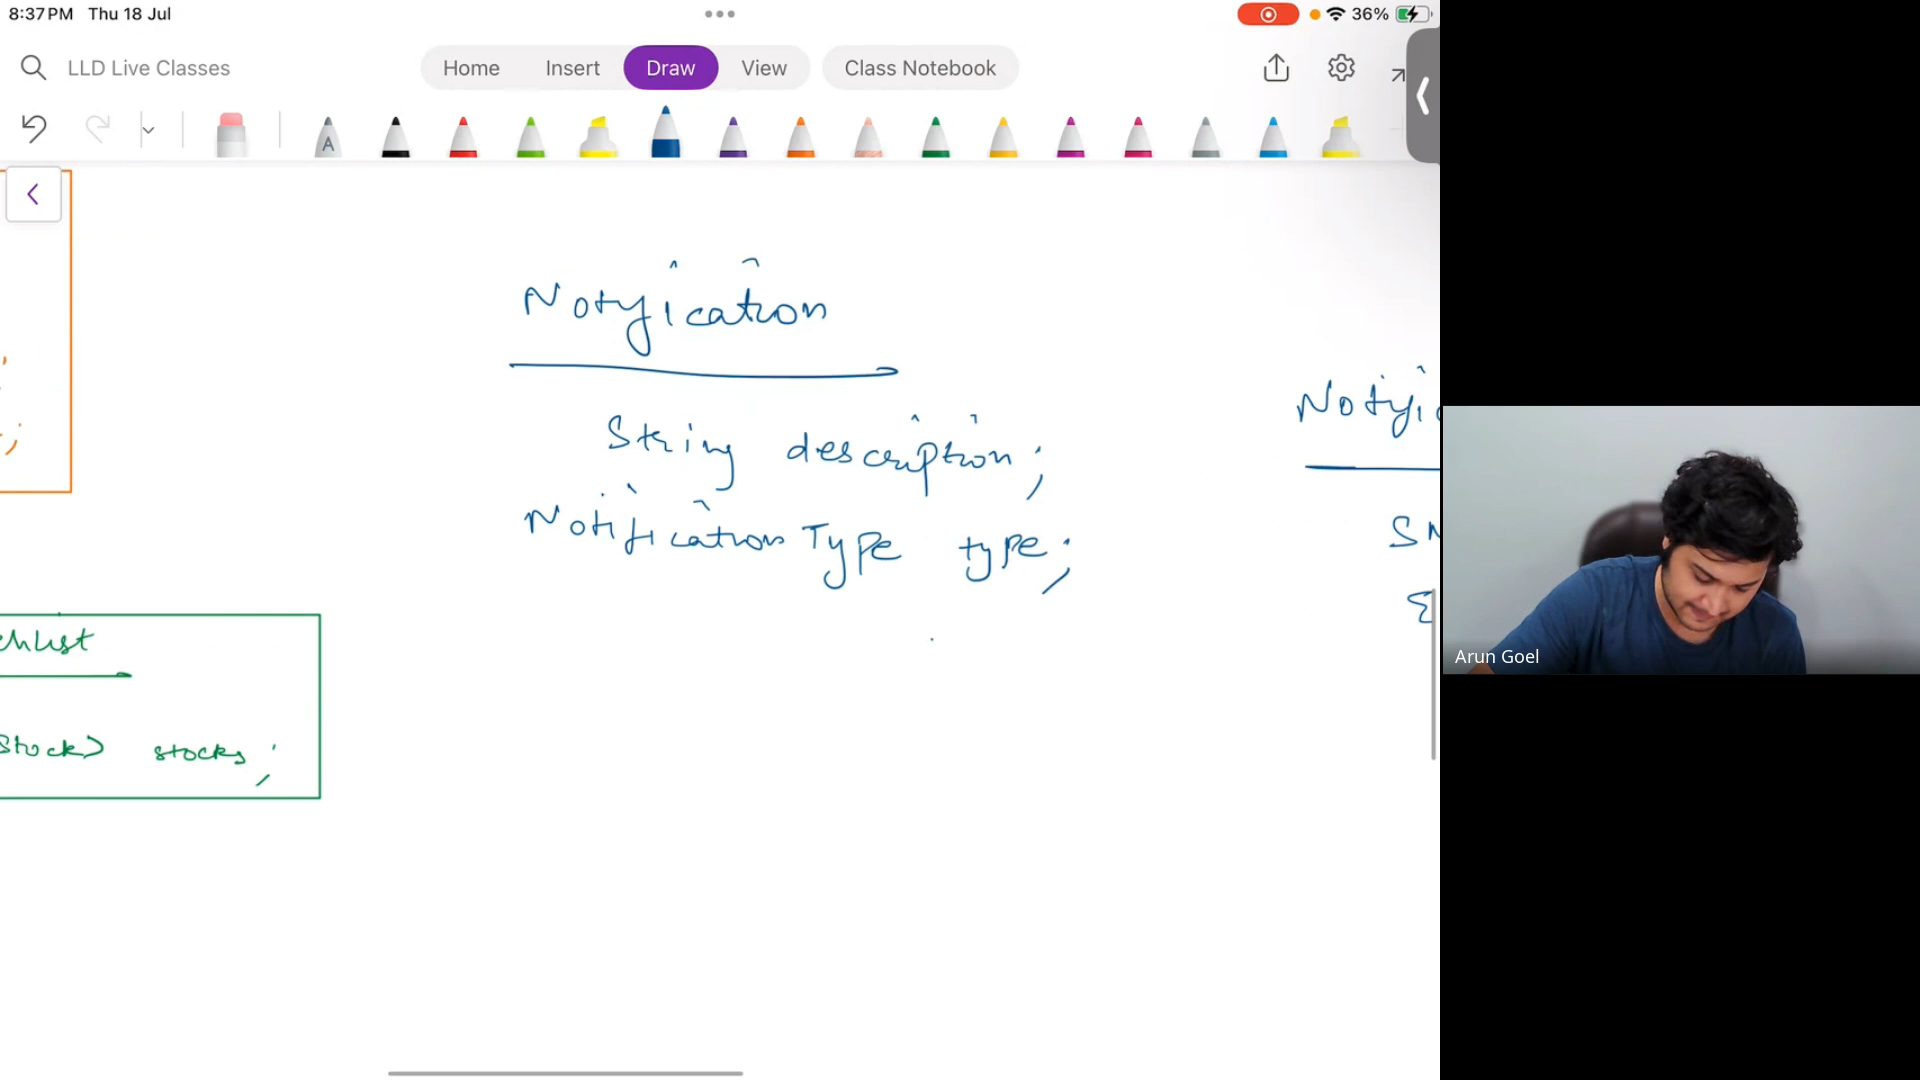 8:37 PM Thu 18 Jul
36%
LLD Live Classes
Home Insert Draw View Class Notebook
A
Notification
String description;
NotificationType type;
stocks;
Arun Goel